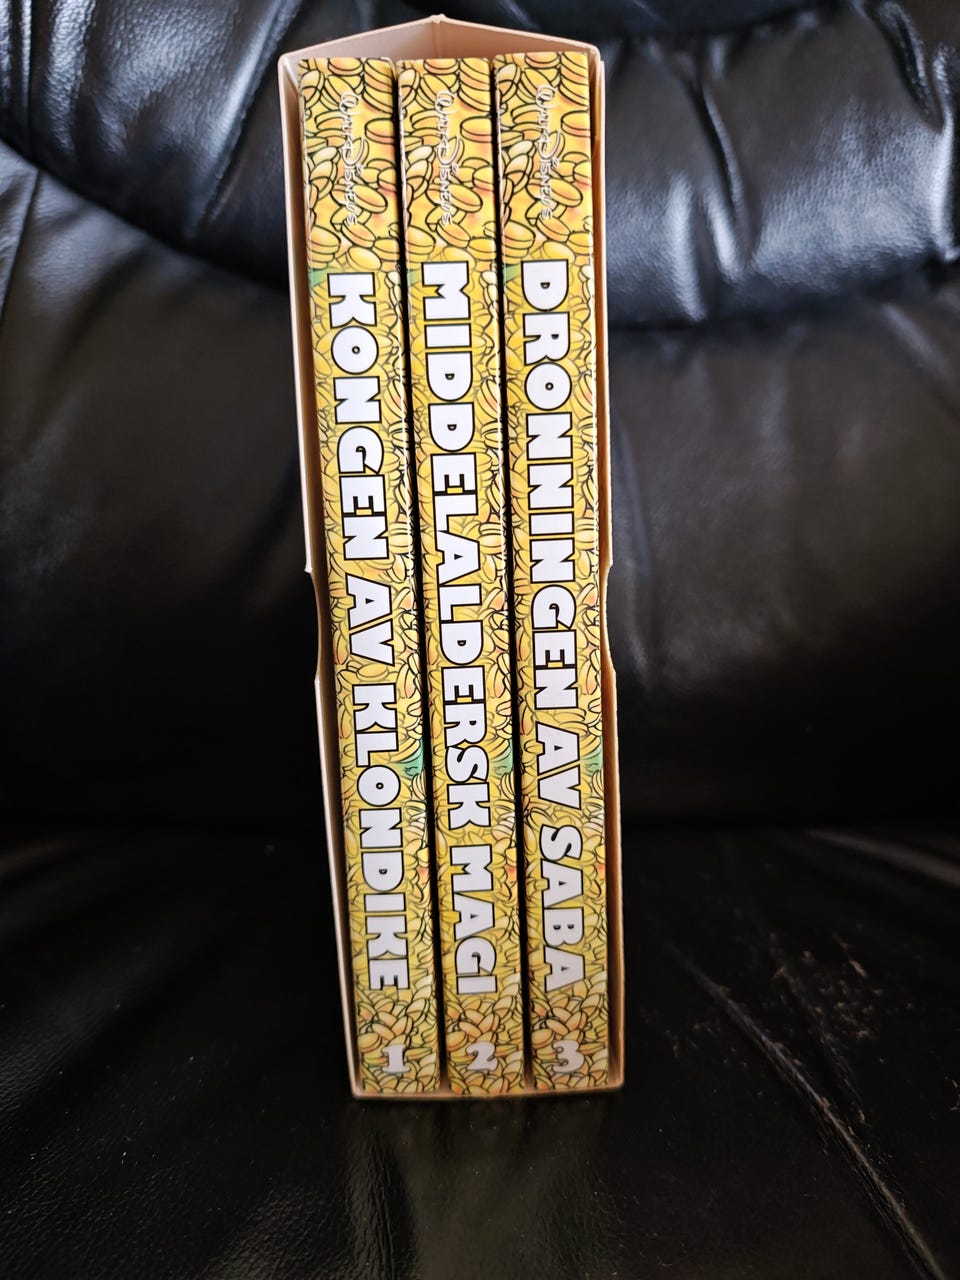 WALT DISNEY'S
KONGEN AV KLONDIKE
1
WALT DISNEY'S
MIDDELALDERSK MAGI
2
WALT DISNEY'S
DRONNINGEN AV SABA
3